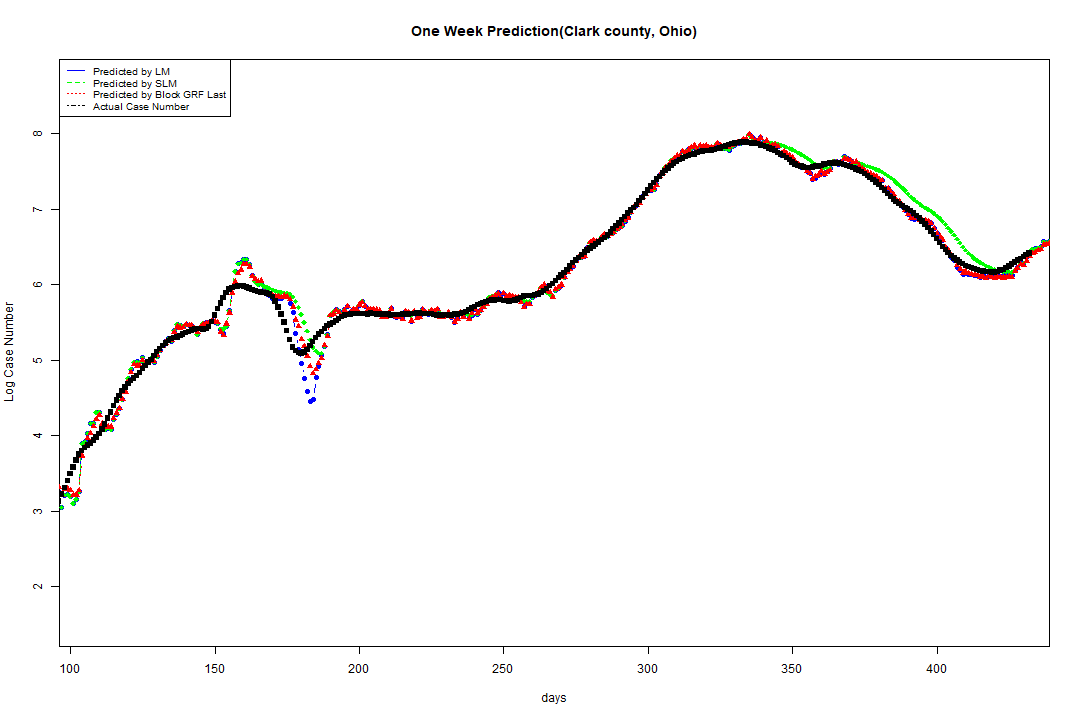 One Week Prediction(Clark county, Ohio)
Predicted by LM
Predicted by SLM
Predicted by Block GRF Last
Actual Case Number
Log Case Number
8
7
6
5
4
3
2
100 150 200 250 300 350 400
days